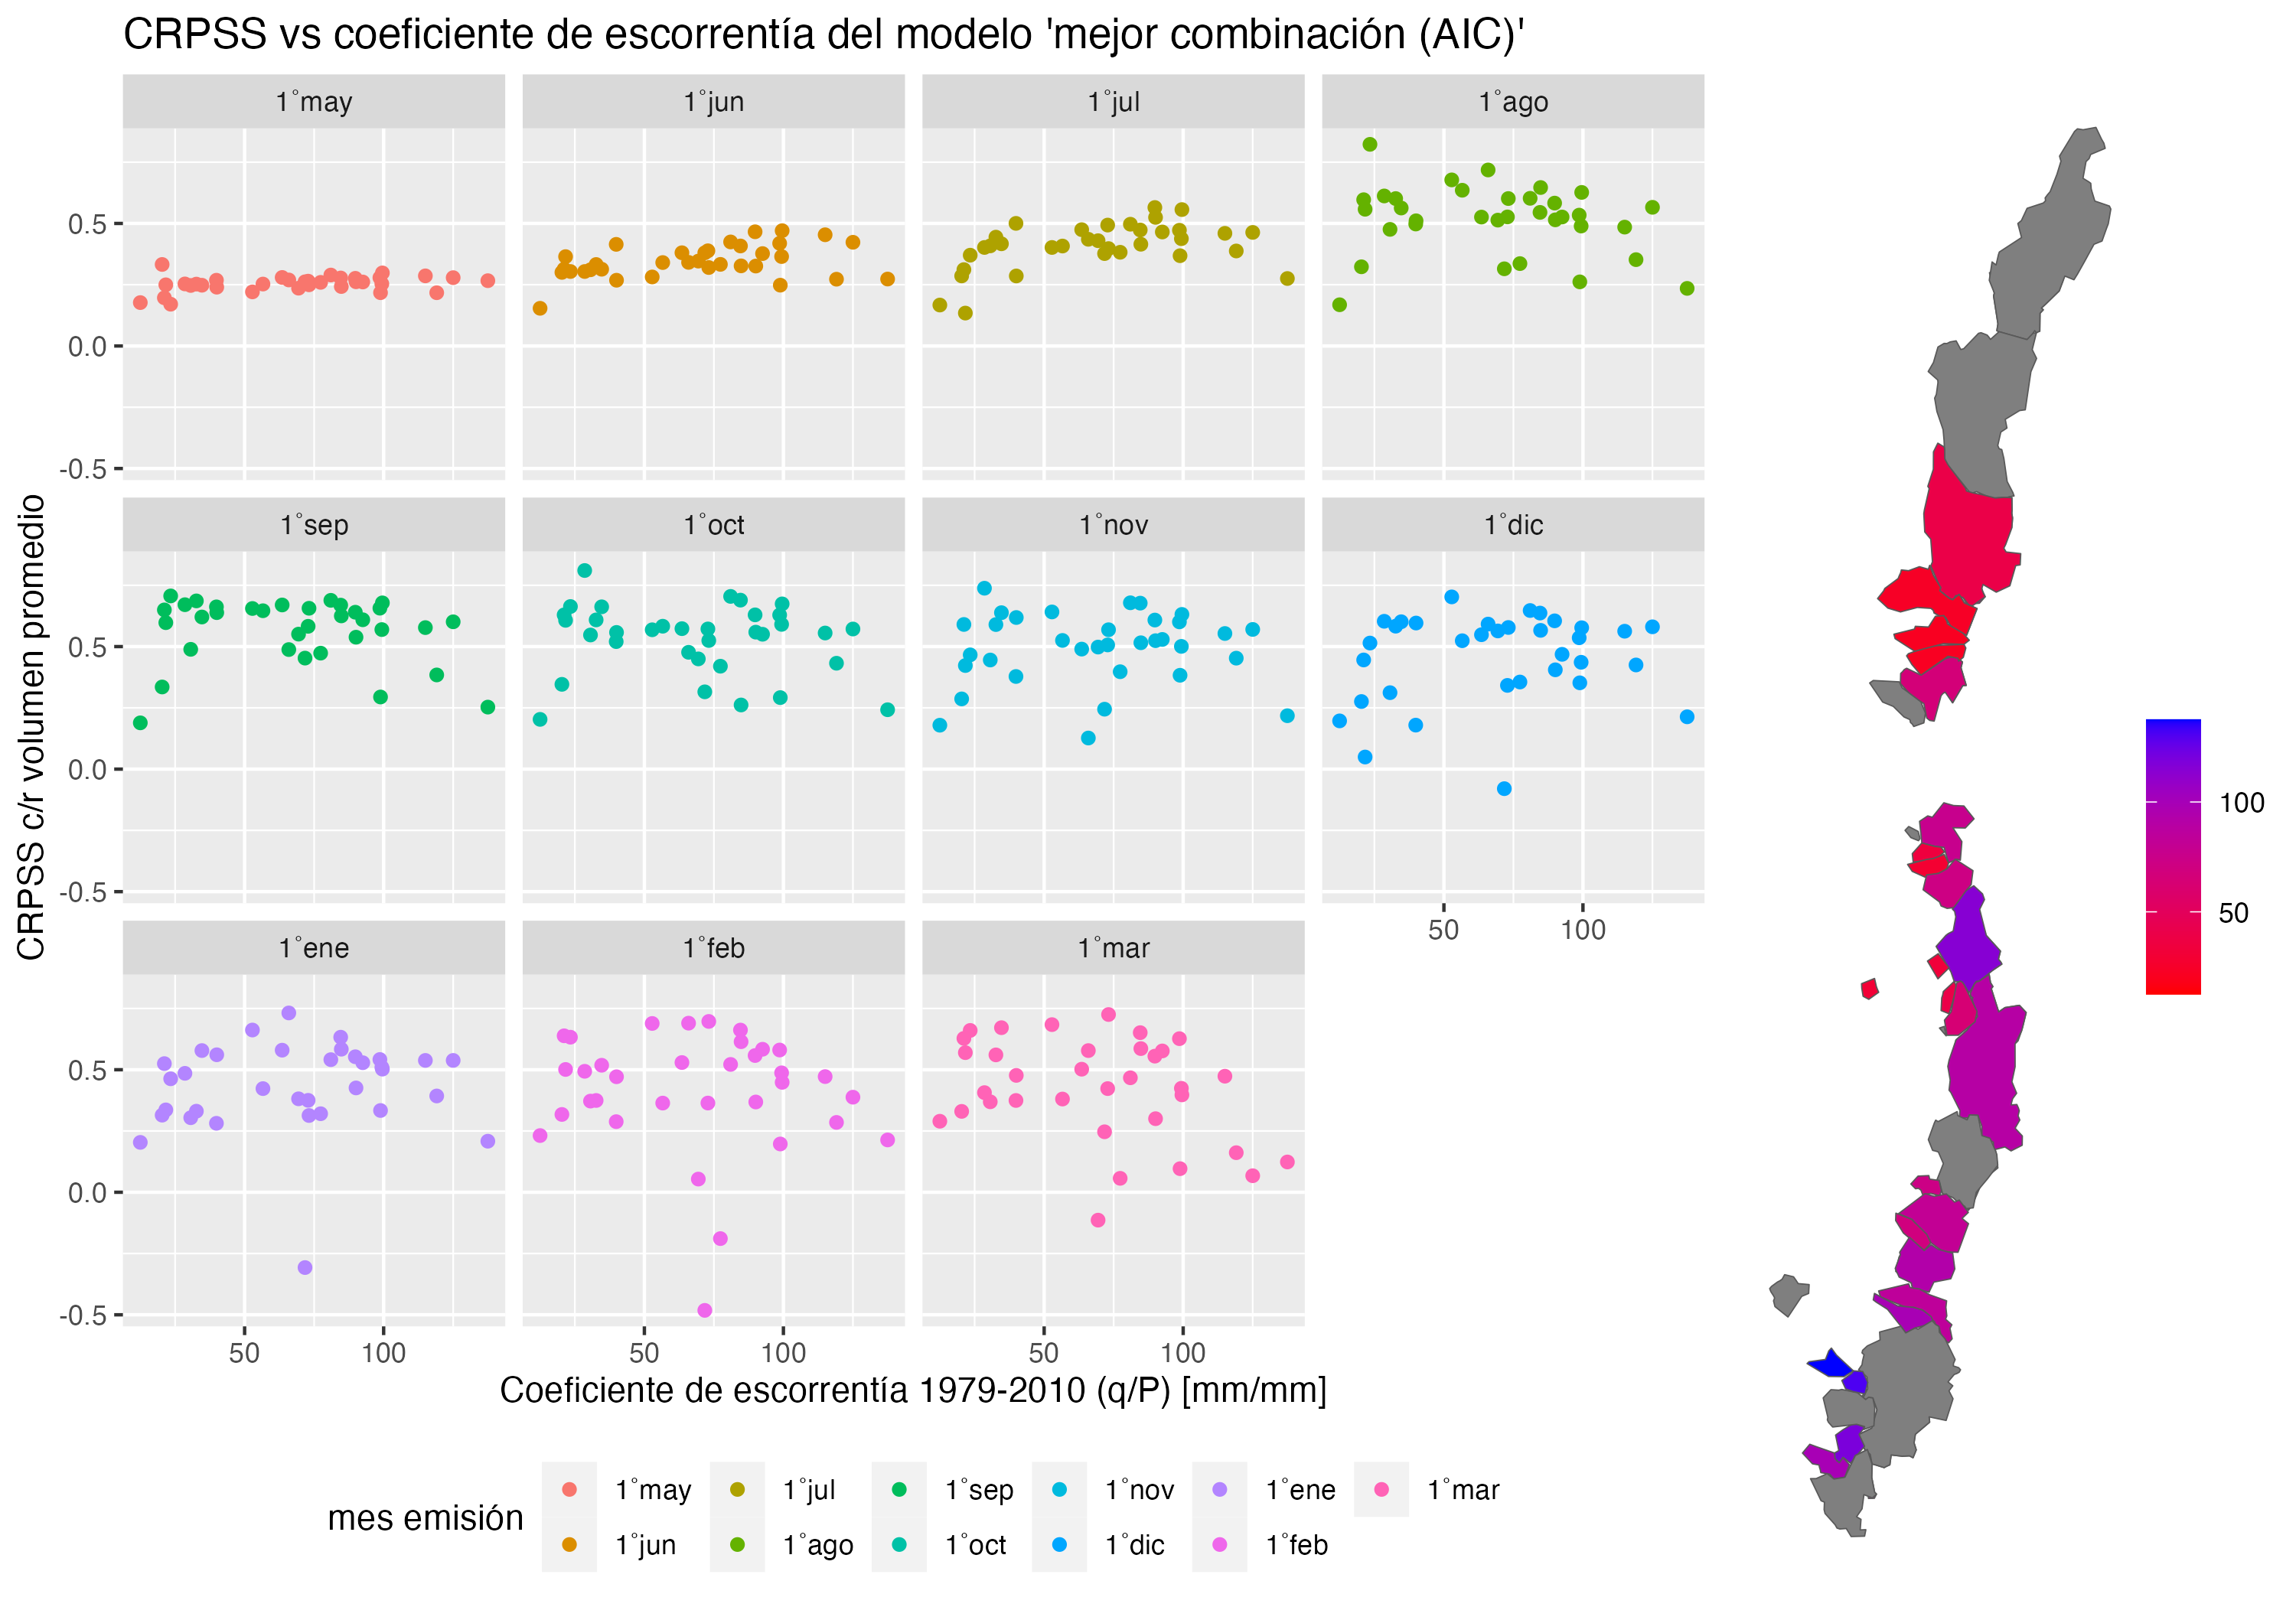 CRPSS vs coeficiente de escorrentía del modelo 'mejor combinación (AIC)'
1°may
1°jun
1°jul
1°ago
0.5
0.0
-0.5
1°sep
1°oct
1°nov
1°dic
0.5
0.0
-0.5
50
100
1°ene
1°feb
1°mar
0.5
0.0
-0.5
50
100
50
100
50
100
CRPSS c/r volumen promedio
Coeficiente de escorrentía 1979-2010 (q/P) [mm/mm]
100
50
mes emisión
1°may
1°jul
1°sep
1°nov
1°ene
1°mar
1°jun
1°ago
1°oct
1°dic
1°feb